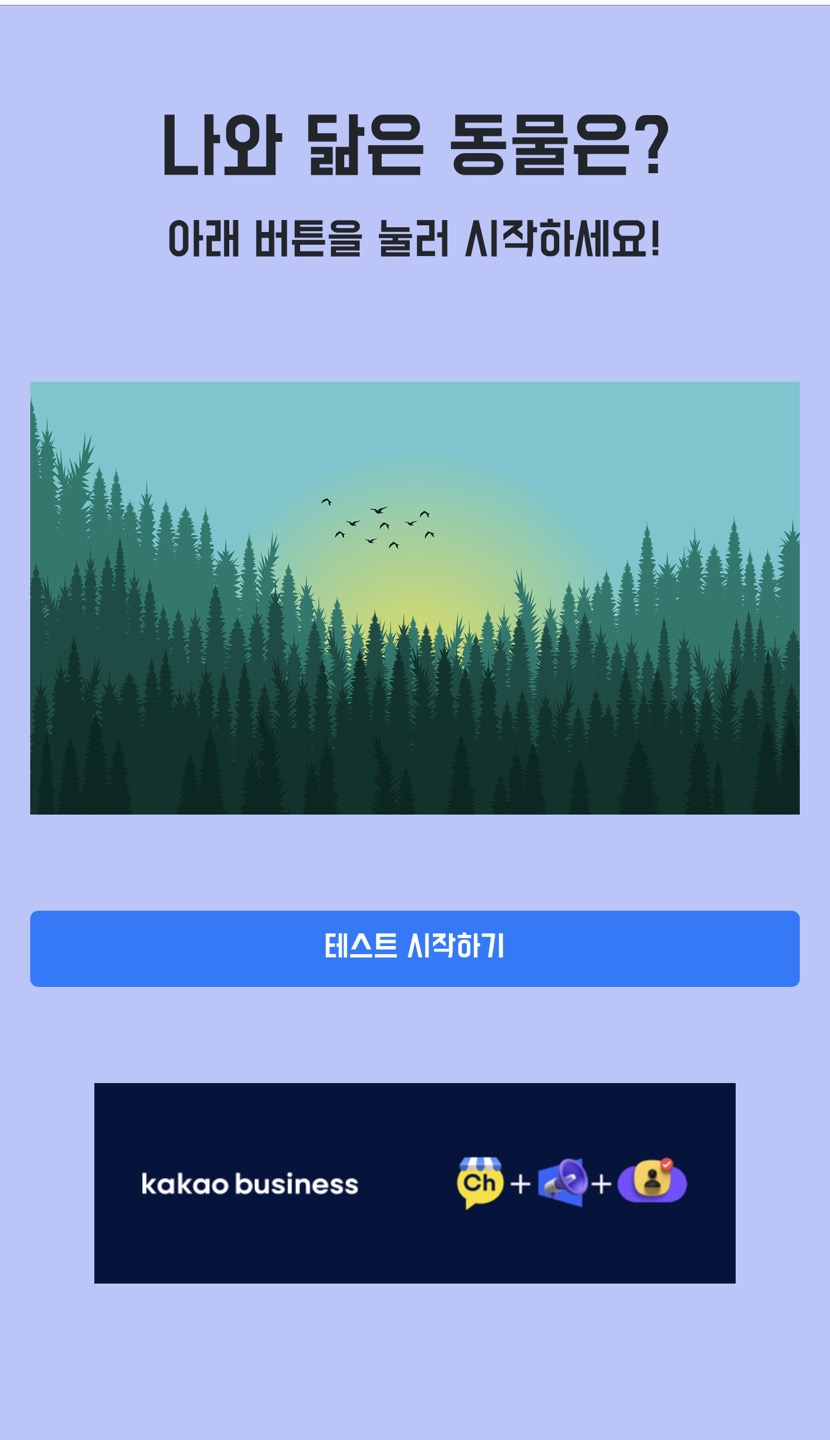 나와 닮은 동물은?
아래 버튼을 눌러 시작하세요!
테스트 시작하기
kakao business
Ch + +